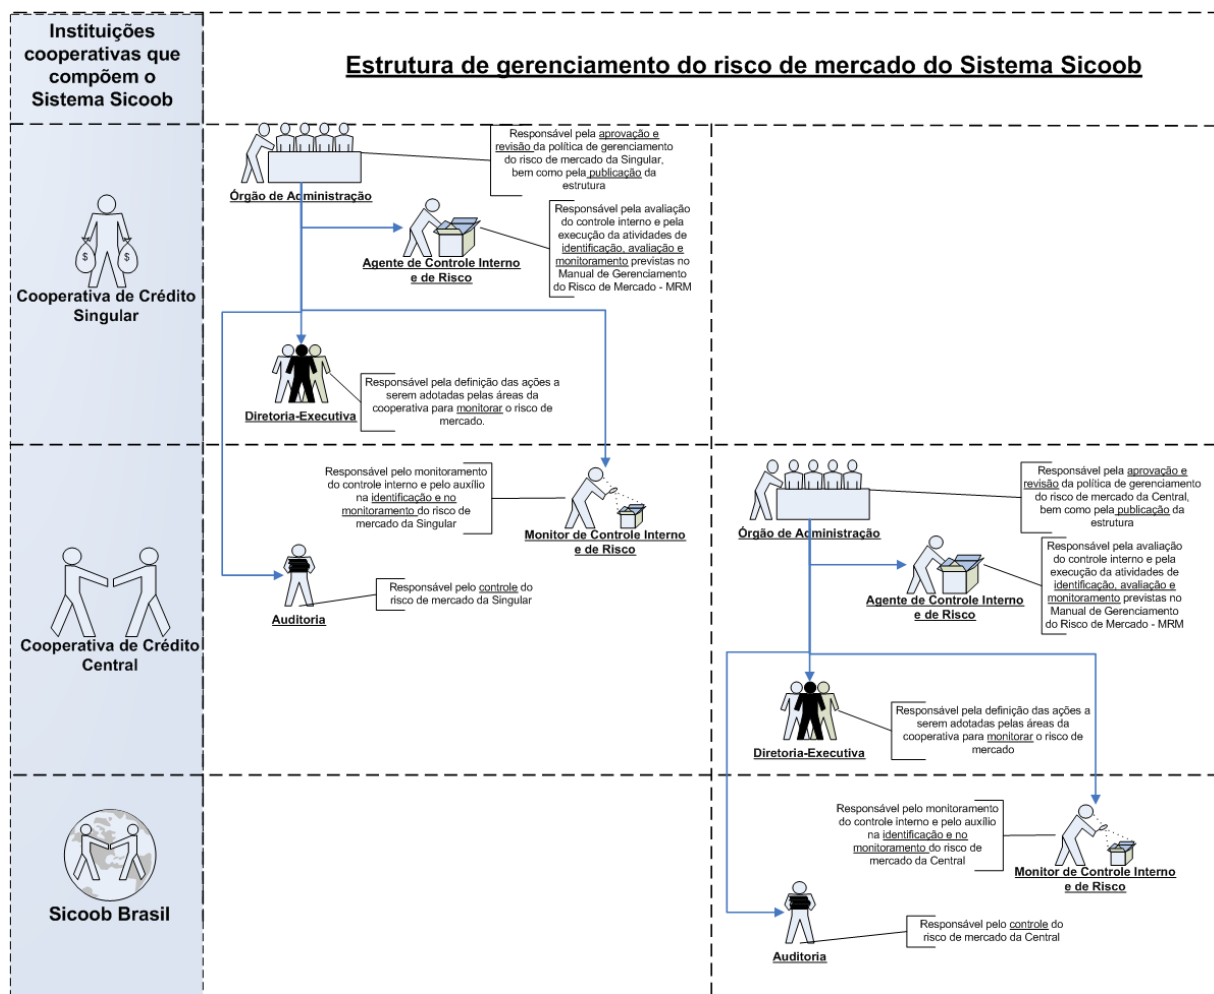 Instituições
cooperativas que
compõem o
Sistema Sicoob
Estrutura de gerenciamento do risco de mercado do Sistema Sicoob
Cooperativa de Crédito
Singular
Órgão de Administração
Responsável pela aprovação e
revisão da política de gerenciamento
do risco de mercado da Singular,
bem como pela publicação da
estrutura
Agente de Controle Interno
e de Risco
Responsável pela avaliação
do controle interno e pela
execução da atividades de
identificação, avaliação e
monitoramento previstas no
Manual de Gerenciamento
do Risco de Mercado - MRM
$
$
Diretoria-Executiva
Responsável pela definição das ações a
serem adotadas pelas áreas da
cooperativa para monitorar o risco de
mercado.
Cooperativa de Crédito
Central
Responsável pelo monitoramento
do controle interno e pelo auxílio
na identificação e no
monitoramento do risco de
mercado da Singular
Monitor de Controle Interno
e de Risco
Auditoria
Responsável pelo controle do
risco de mercado da Singular
Órgão de Administração
Responsável pela aprovação e
revisão da política de gerenciamento
do risco de mercado da Central,
bem como pela publicação da
estrutura
Agente de Controle Interno
e de Risco
Responsável pela avaliação
do controle interno e pela
execução da atividades de
identificação, avaliação e
monitoramento previstas no
Manual de Gerenciamento
do Risco de Mercado - MRM
Diretoria-Executiva
Responsável pela definição das ações a
serem adotadas pelas áreas da
cooperativa para monitorar o risco de
mercado
Sicoob Brasil
Responsável pelo monitoramento
do controle interno e pelo auxílio
na identificação e no
monitoramento do risco de
mercado da Central
Monitor de Controle Interno
e de Risco
Auditoria
Responsável pelo controle do
risco de mercado da Central